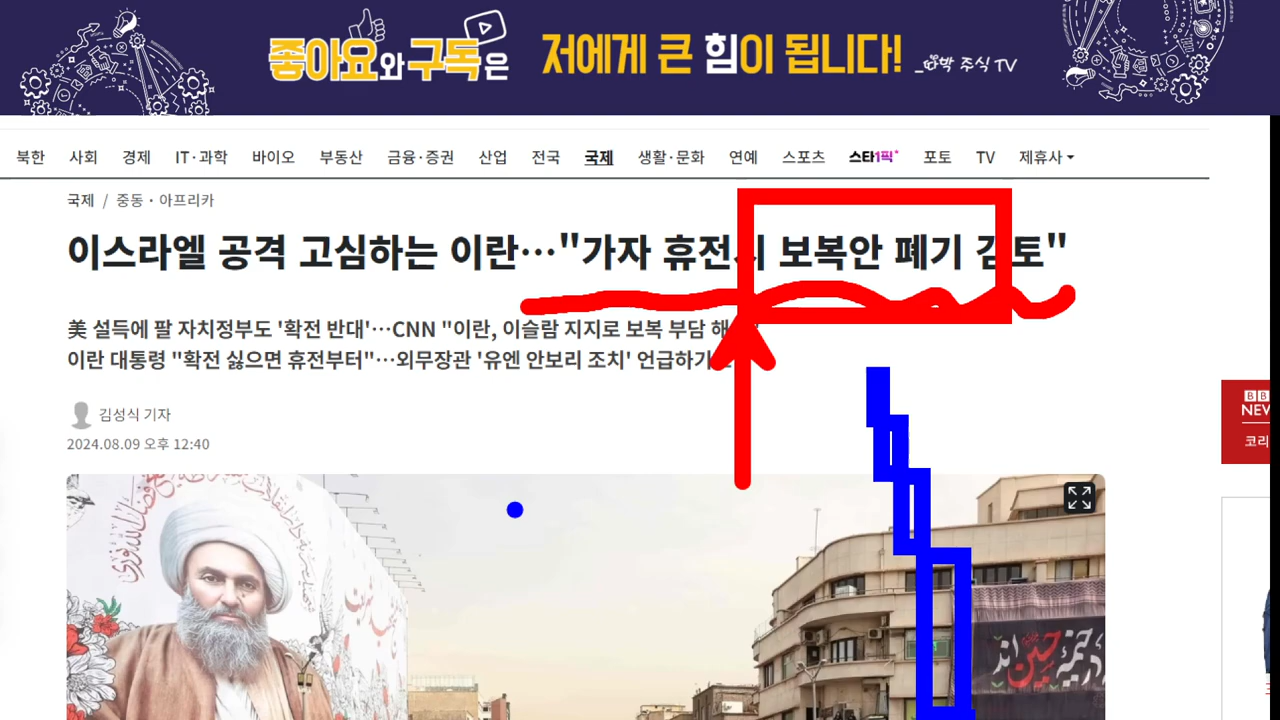 좋아요와 구독은 저에게 큰 힘이 됩니다!
박 주식 TV
북한 사회 경제 IT·과학 바이오 부동산 금융·증권 산업 전국 국제 생활·문화 연예 스포츠 스타1픽 포토 TV 제휴사
국제 / 중동·아프리카
이스라엘 공격 고심하는 이란…"가자 휴전시 보복안 폐기 검토"
美 설득에 팔 자치정부도 '확전 반대'…CNN "이란, 이슬람 지지로 보복 부담
이란 대통령 "확전 싫으면 휴전부터"…외무장관 '유엔 안보리 조치' 언급하기
김성식 기자
2024.08.09 오후 12:40
BBC
NEW
코리